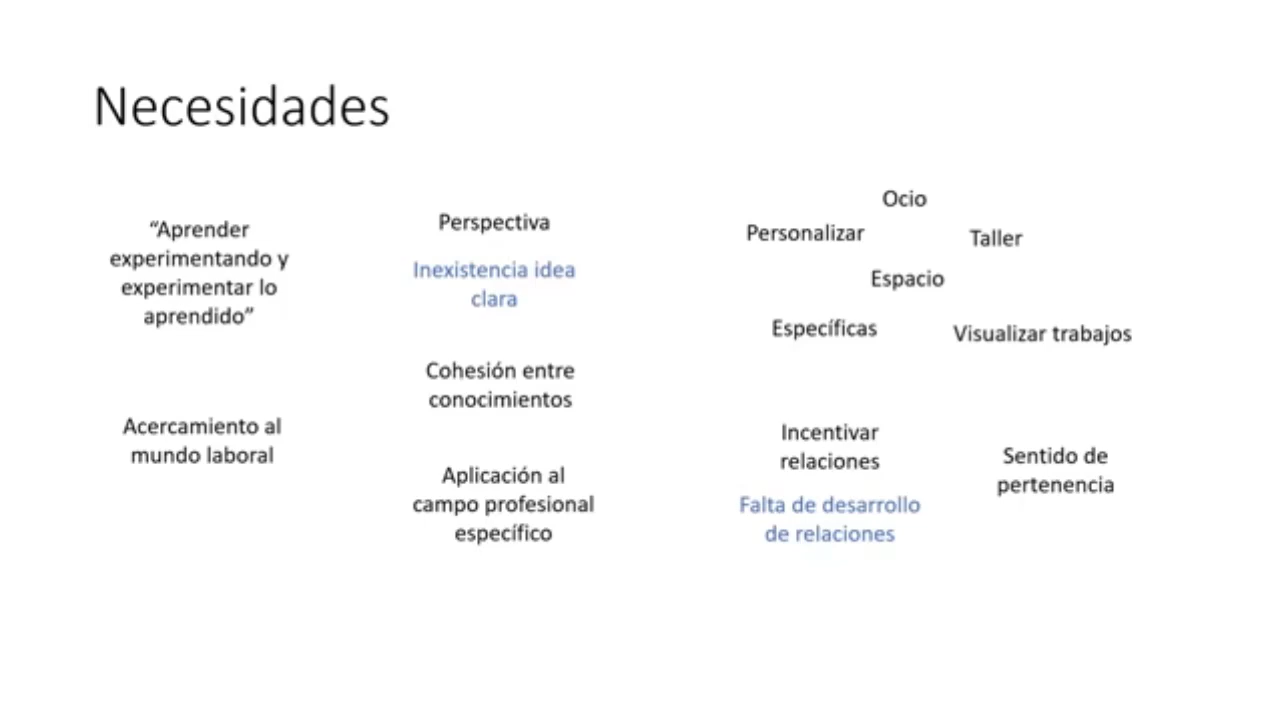 Necesidades
“Aprender
experimentando y
experimentar lo
aprendido”
Acercamiento al
mundo laboral
Perspectiva
Inexistencia idea
clara
Cohesión entre
conocimientos
Aplicación al
campo profesional
específico
Ocio
Personalizar
Taller
Espacio
Específicas
Visualizar trabajos
Incentivar
relaciones
Falta de desarrollo
de relaciones
Sentido de
pertenencia